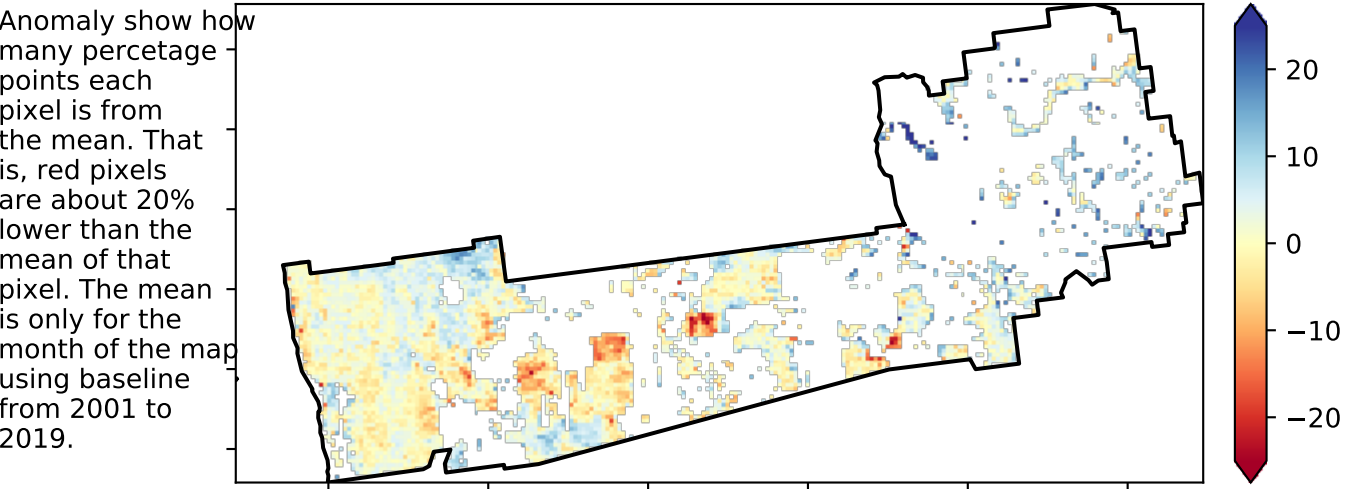 Anomaly show how
many percetage
points each
pixel is from
the mean. That
is, red pixels
are about 20%
lower than the
mean of that
pixel. The mean
is only for the
month of the map
using baseline
from 2001 to
2019.
20
10
0
−10
−20